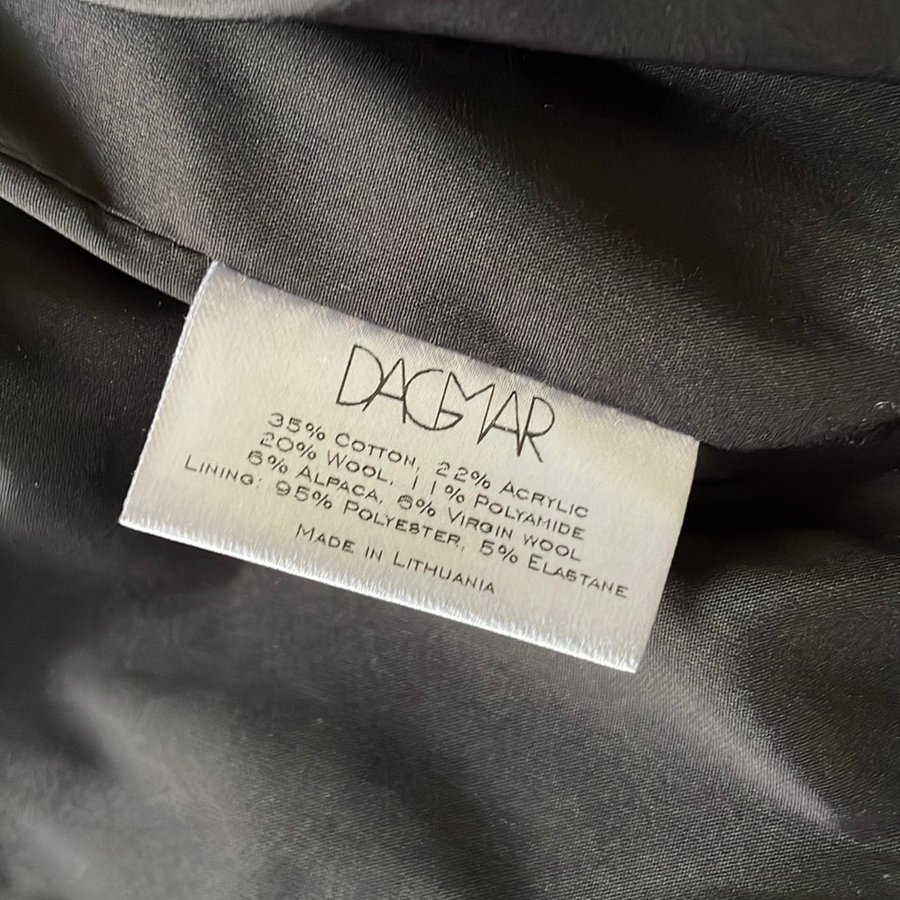 DAGMAR
35% COTTON, 22% ACRYLIC
20% WOOL, 11% POLYAMIDE
6% ALPACA, 6% VIRGIN WOOL
LINING: 95% POLYESTER, 5% ELASTANE
MADE IN LITHUANIA